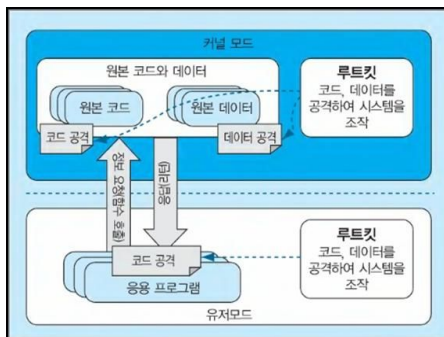 커널 모드
원본 코드와 데이터
원본 코드
원본 데이터
코드 공격
데이터 공격
루트킷
코드, 데이터를
공격하여 시스템을
조작
정보 요청(함수 호출)
응답(리턴)
코드 공격
응용 프로그램
루트킷
코드, 데이터를
공격하여 시스템을
조작
유저모드